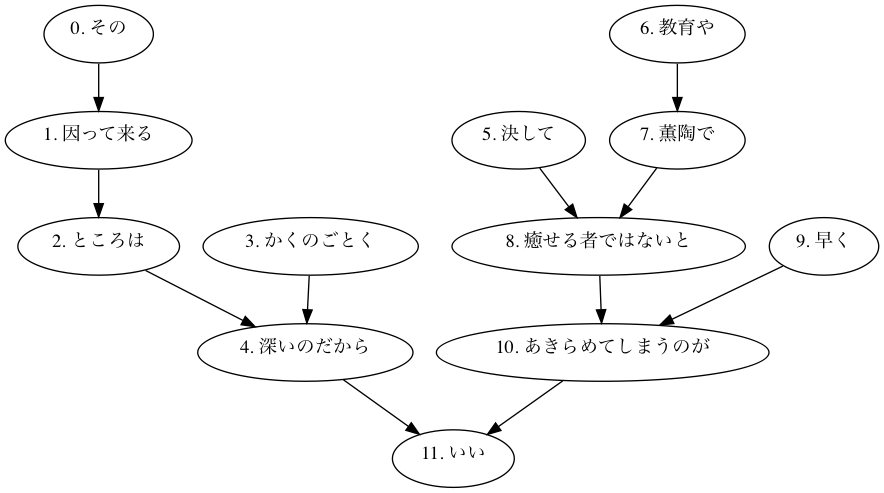 0. その
6. 教育や
1. 因って来る
5. 決して
7. 薫陶で
2. ところは
3. かくのごとく
8. 癒せる者ではないと
9. 早く
4. 深いのだから
10. あきらめてしまうのが
11. いい